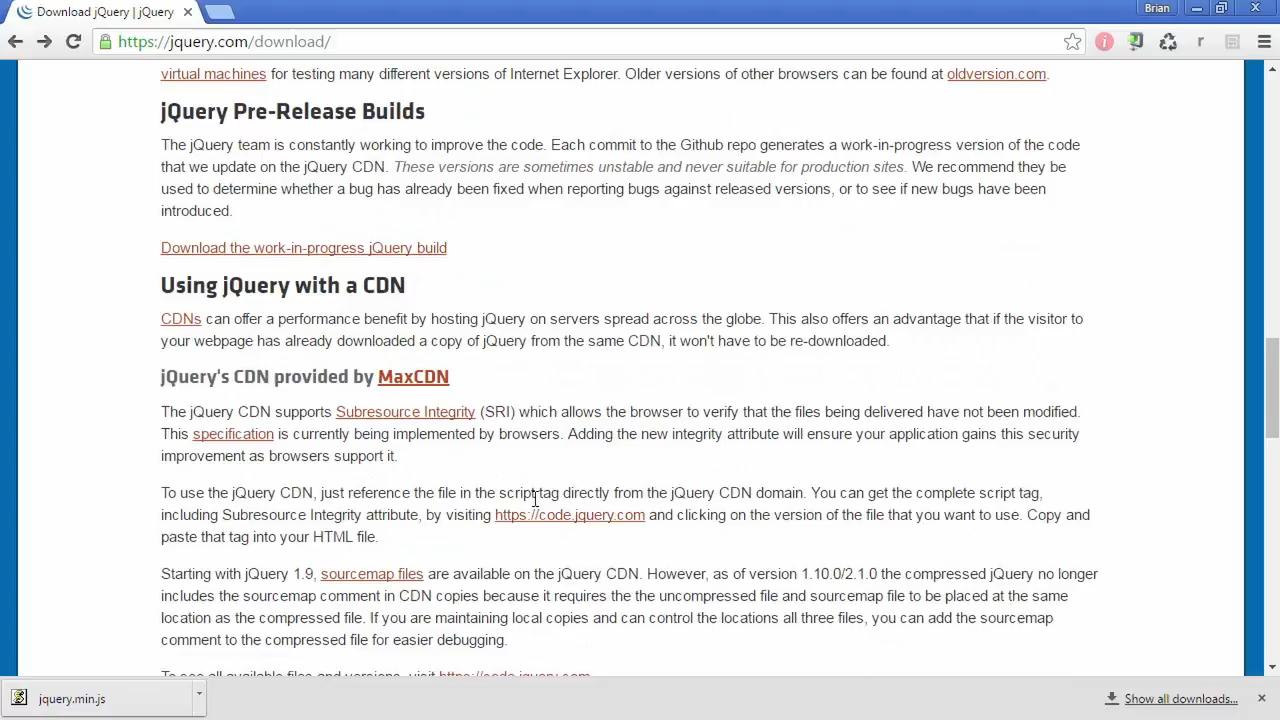 Download jQuery | jQuery
Brian
https://jquery.com/download/
virtual machines for testing many different versions of Internet Explorer. Older versions of other browsers can be found at oldversion.com.
jQuery Pre-Release Builds
The jQuery team is constantly working to improve the code. Each commit to the Github repo generates a work-in-progress version of the code
that we update on the jQuery CDN. These versions are sometimes unstable and never suitable for production sites. We recommend they be
used to determine whether a bug has already been fixed when reporting bugs against released versions, or to see if new bugs have been
introduced.
Download the work-in-progress jQuery build
Using jQuery with a CDN
CDNs can offer a performance benefit by hosting jQuery on servers spread across the globe. This also offers an advantage that if the visitor to
your webpage has already downloaded a copy of jQuery from the same CDN, it won't have to be re-downloaded.
jQuery's CDN provided by MaxCDN
The jQuery CDN supports Subresource Integrity (SRI) which allows the browser to verify that the files being delivered have not been modified.
This specification is currently being implemented by browsers. Adding the new integrity attribute will ensure your application gains this security
improvement as browsers support it.
To use the jQuery CDN, just reference the file in the script tag directly from the jQuery CDN domain. You can get the complete script tag,
including Subresource Integrity attribute, by visiting https://code.jquery.com and clicking on the version of the file that you want to use. Copy and
paste that tag into your HTML file.
Starting with jQuery 1.9, sourcemap files are available on the jQuery CDN. However, as of version 1.10.0/2.1.0 the compressed jQuery no longer
includes the sourcemap comment in CDN copies because it requires the the uncompressed file and sourcemap file to be placed at the same
location as the compressed file. If you are maintaining local copies and can control the locations all three files, you can add the sourcemap
comment to the compressed file for easier debugging.
To see all available files and versions, visit https://code.jquery.com
jquery.min.js
Show all downloads...